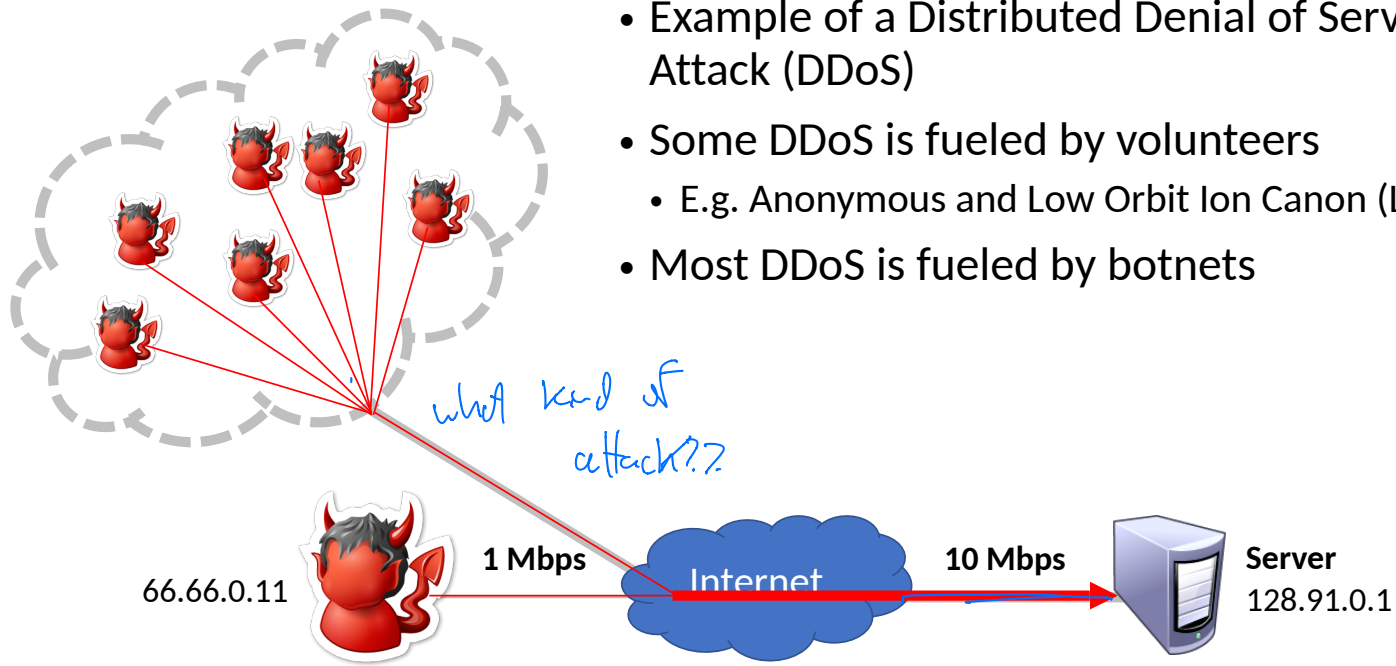 • Example of a Distributed Denial of Serv
Attack (DDoS)
• Some DDoS is fueled by volunteers
• E.g. Anonymous and Low Orbit Ion Canon (L
• Most DDoS is fueled by botnets
what kind of
attack??
1 Mbps
Internet
10 Mbps
Server
66.66.0.11
128.91.0.1